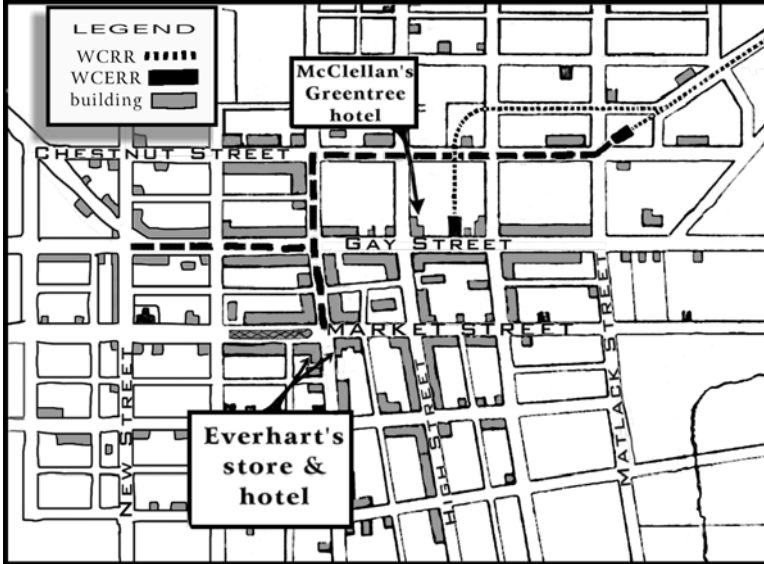 LEGEND
WCRR
WCERR
building
McClellan's
Greentree
hotel
CHESTNUT STREET
GAY STREET
MARKET STREET
Everhart's
store &
hotel
NEW STREET
HIGH STREET
MATLACK STREET